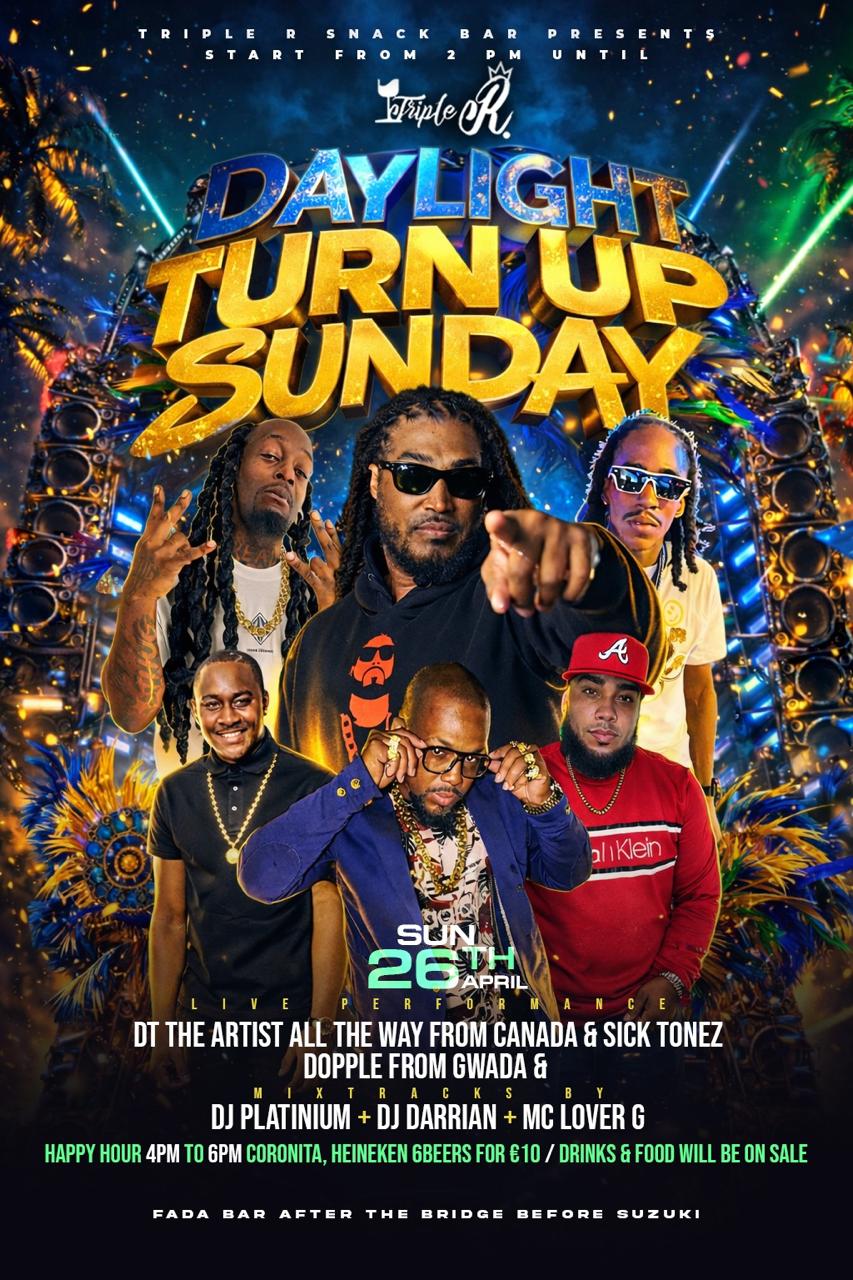 TRIPLE R SNACK BAR PRESENTS
START FROM 2 PM UNTIL
Triple R.
DAYLIGHT
TURN UP
SUNDAY
A
al Klein
SUN
26TH
APRIL
LIVE PERFORMANCE
DT THE ARTIST ALL THE WAY FROM CANADA & SICK TONEZ
DOPPLE FROM GWADA &
MIXTRACKS BY
DJ PLATINIUM + DJ DARRIAN + MC LOVER G
HAPPY HOUR 4PM TO 6PM CORONITA, HEINEKEN 6BEERS FOR €10 / DRINKS & FOOD WILL BE ON SALE
FADA BAR AFTER THE BRIDGE BEFORE SUZUKI